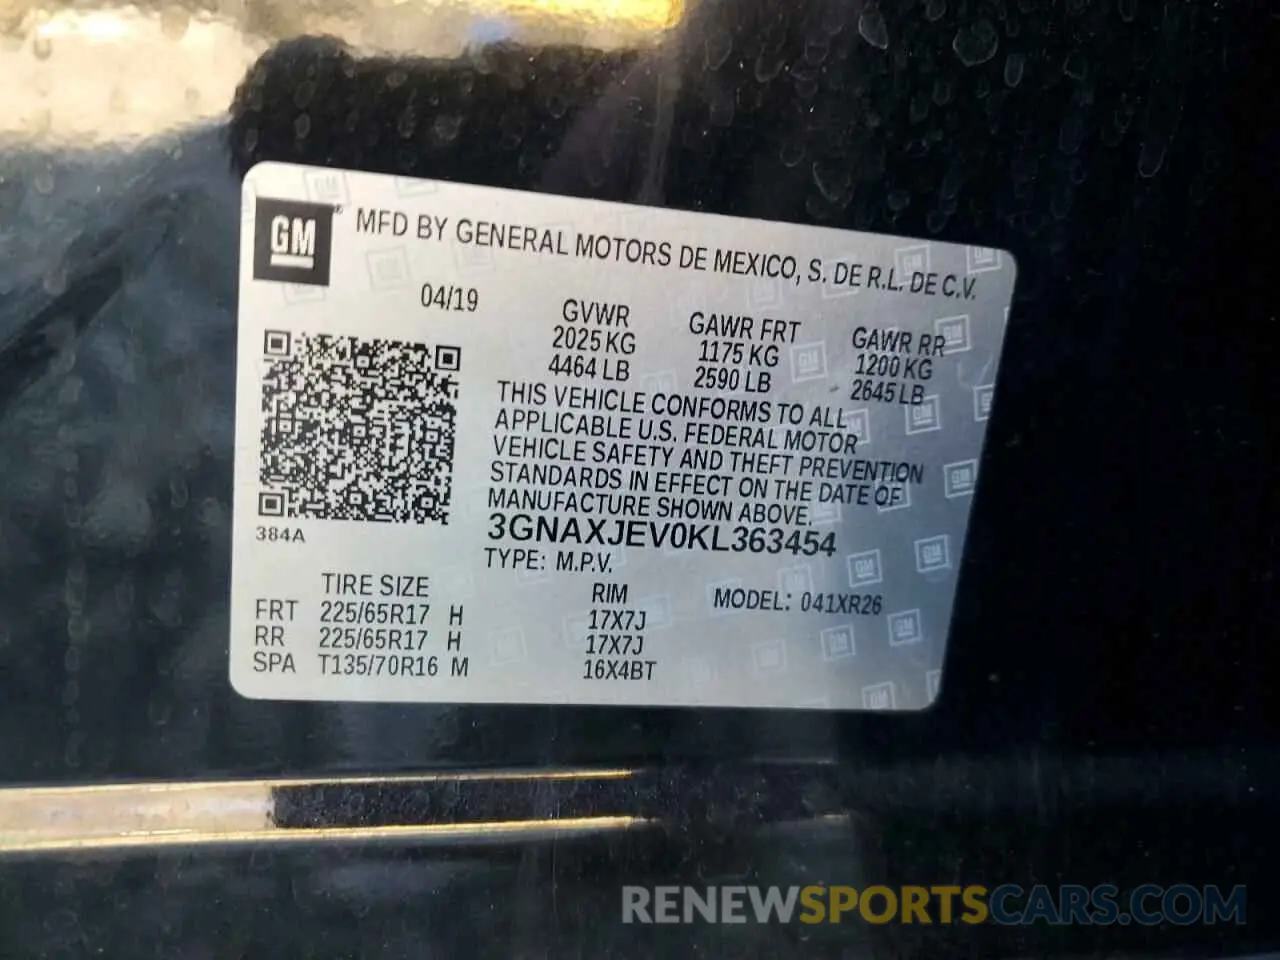 GM MFD BY GENERAL MOTORS DE MEXICO, S. DE R.L. DE C.V.
04/19
GVWR GAWR FRT GAWR RR
2025 KG 1175 KG 1200 KG
4464 LB 2590 LB 2645 LB
THIS VEHICLE CONFORMS TO ALL
APPLICABLE U.S. FEDERAL MOTOR
VEHICLE SAFETY AND THEFT PREVENTION
STANDARDS IN EFFECT ON THE DATE OF
MANUFACTURE SHOWN ABOVE.
384A
3GNAXJEV0KL363454
TYPE: M.P.V.
TIRE SIZE RIM MODEL: 041XR26
FRT 225/65R17 H 17X7J
RR 225/65R17 H 17X7J
SPA T135/70R16 M 16X4BT
RENEWSPORTSCARS.COM